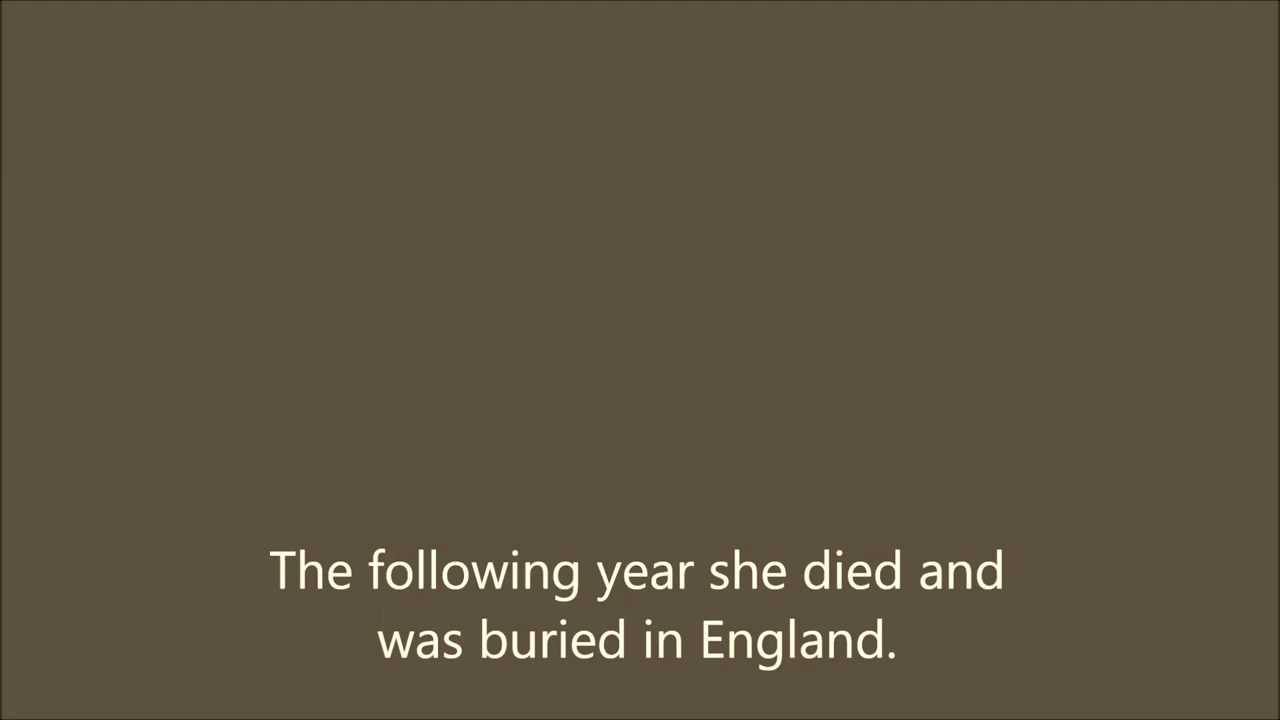 The following year she died and
was buried in England.